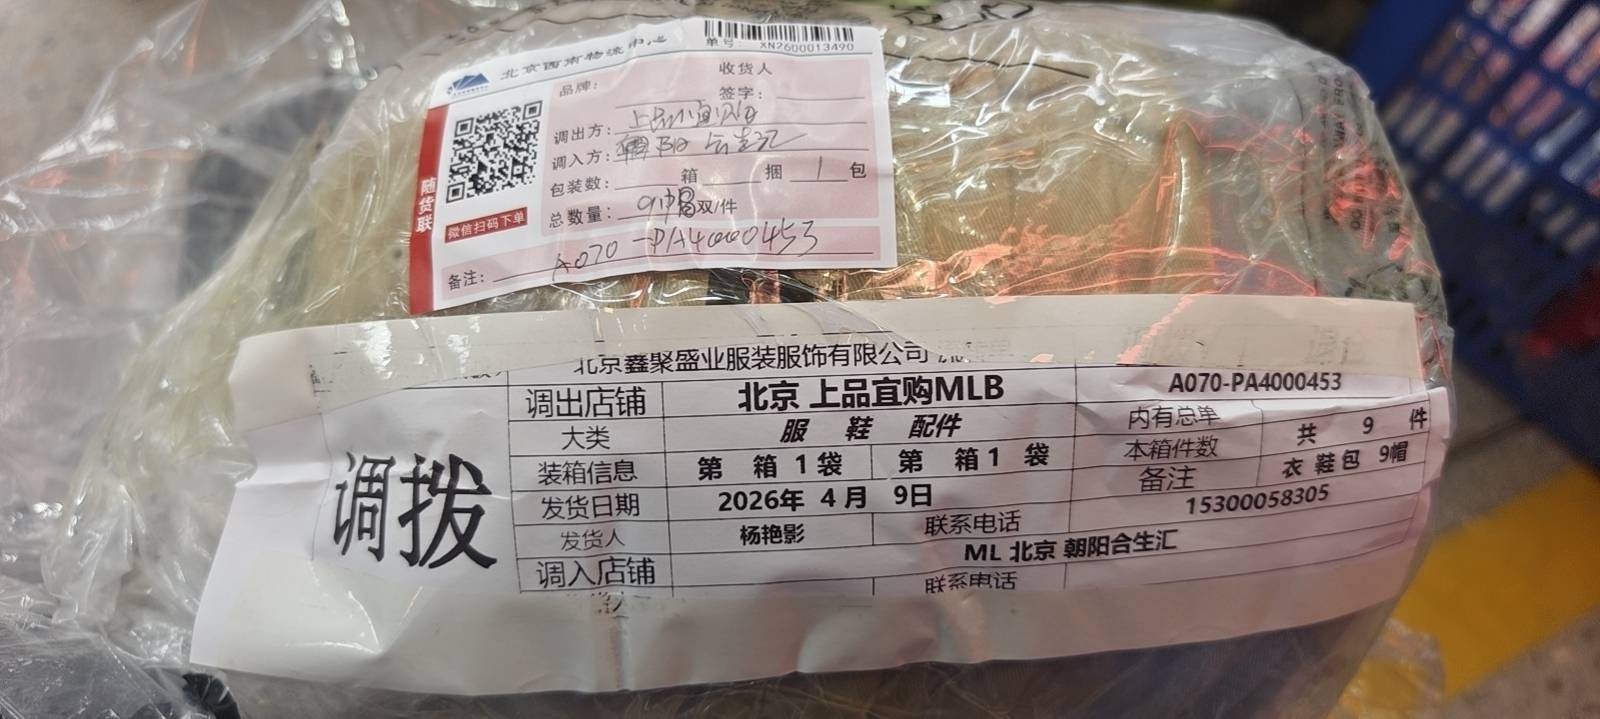 北京西南物流中心
单号: XN2600013490
品牌:
收货人
签字:
调出方: 上品直购
调入方: 朝阳合生汇
包装数: 箱 捆 1 包
总数量: 9帽 双/件
备注: A070-PA4000453
随货联
微信扫码下单
北京鑫聚盛业服装服饰有限公司
调拨
调出店铺 北京 上品直购MLB A070-PA4000453
大类 服 鞋 配件 内有总单
装箱信息 第 箱 1 袋 第 箱 1 袋 本箱件数 共 9 件
发货日期 2026年 4 月 9日 备注 衣 鞋 包 9帽
发货人 杨艳影 联系电话 15300058305
调入店铺 ML 北京 朝阳合生汇
联系电话